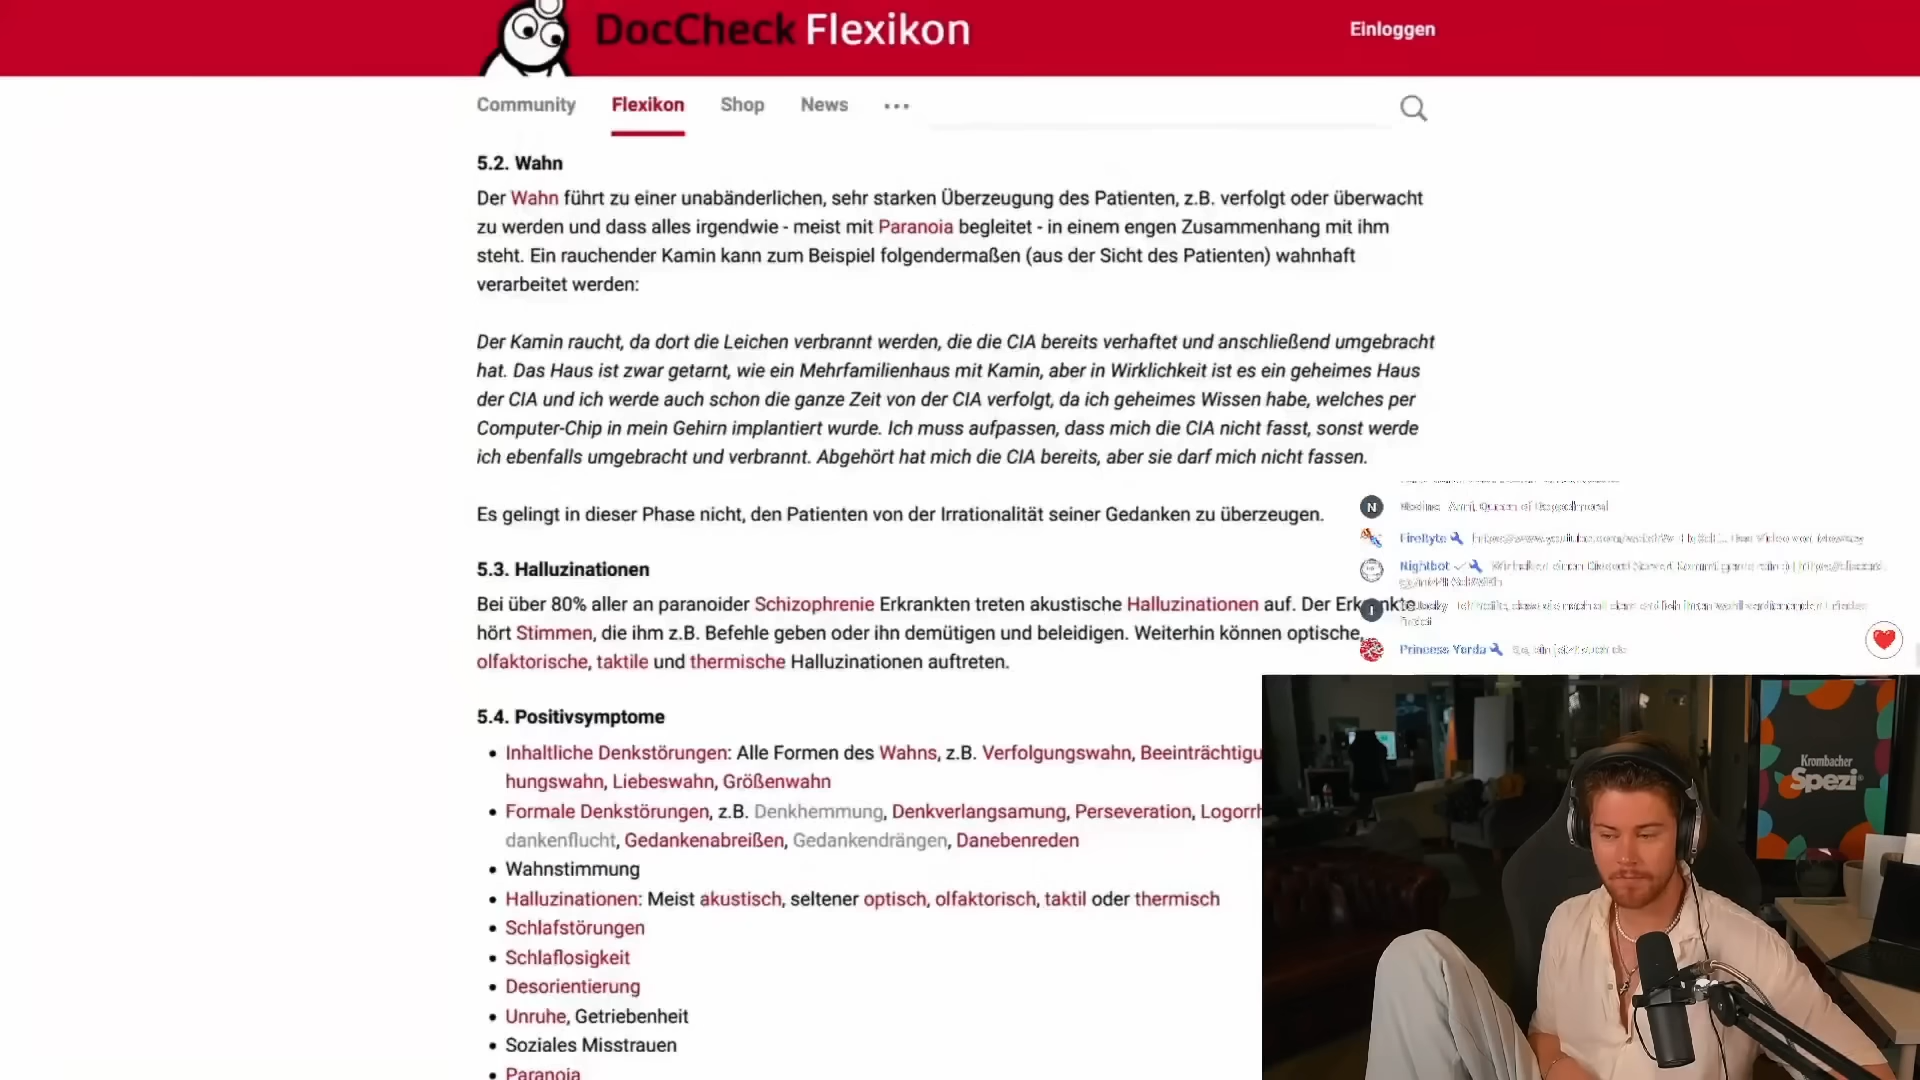 DocCheck Flexikon
Einloggen
Community Flexikon Shop News
5.2. Wahn
Der Wahn führt zu einer unabänderlichen, sehr starken Überzeugung des Patienten, z.B. verfolgt oder überwacht
zu werden und dass alles irgendwie - meist mit Paranoia begleitet - in einem engen Zusammenhang mit ihm
steht. Ein rauchender Kamin kann zum Beispiel folgendermaßen (aus der Sicht des Patienten) wahnhaft
verarbeitet werden:
Der Kamin raucht, da dort die Leichen verbrannt werden, die die CIA bereits verhaftet und anschließend umgebracht
hat. Das Haus ist zwar getarnt, wie ein Mehrfamilienhaus mit Kamin, aber in Wirklichkeit ist es ein geheimes Haus
der CIA und ich werde auch schon die ganze Zeit von der CIA verfolgt, da ich geheimes Wissen habe, welches per
Computer-Chip in mein Gehirn implantiert wurde. Ich muss aufpassen, dass mich die CIA nicht fasst, sonst werde
ich ebenfalls umgebracht und verbrannt. Abgehört hat mich die CIA bereits, aber sie darf mich nicht fassen.
Es gelingt in dieser Phase nicht, den Patienten von der Irrationalität seiner Gedanken zu überzeugen.
5.3. Halluzinationen
Bei über 80% aller an paranoider Schizophrenie Erkrankten treten akustische Halluzinationen auf. Der
hört Stimmen, die ihm z.B. Befehle geben oder ihn demütigen und beleidigen. Weiterhin können optische,
olfaktorische, taktile und thermische Halluzinationen auftreten.
5.4. Positivsymptome
Inhaltliche Denkstörungen: Alle Formen des Wahns, z.B. Verfolgungswahn, Beeinträchtigu
hungswahn, Liebeswahn, Größenwahn
Formale Denkstörungen, z.B. Denkhemmung, Denkverlangsamung, Perseveration, Logorrh
dankenflucht, Gedankenabreißen, Gedankendrängen, Danebenreden
Wahnstimmung
Halluzinationen: Meist akustisch, seltener optisch, olfaktorisch, taktil oder thermisch
Schlafstörungen
Schlaflosigkeit
Desorientierung
Unruhe, Getriebenheit
Soziales Misstrauen
Paranoia
N
FireRyte
Nightbot
Princess Yorda
Krombacher
Spezi